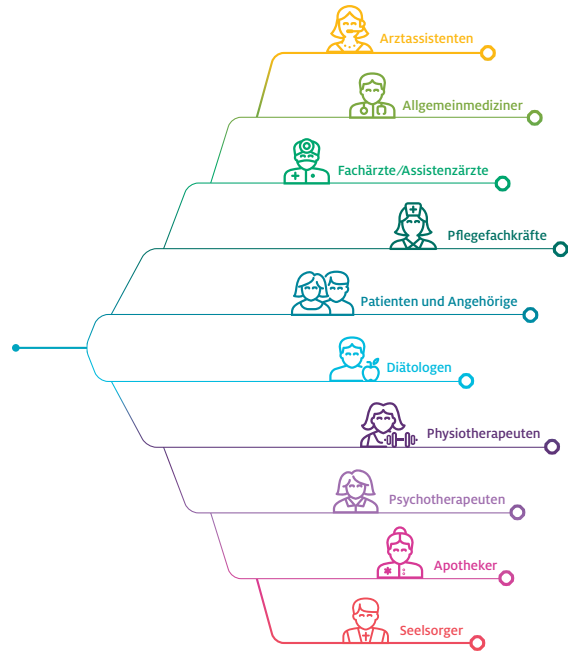 Arztassistenten
Allgemeinmediziner
Fachärzte/Assistenzärzte
Pflegefachkräfte
Patienten und Angehörige
Diätologen
Physiotherapeuten
Psychotherapeuten
Apotheker
Seelsorger